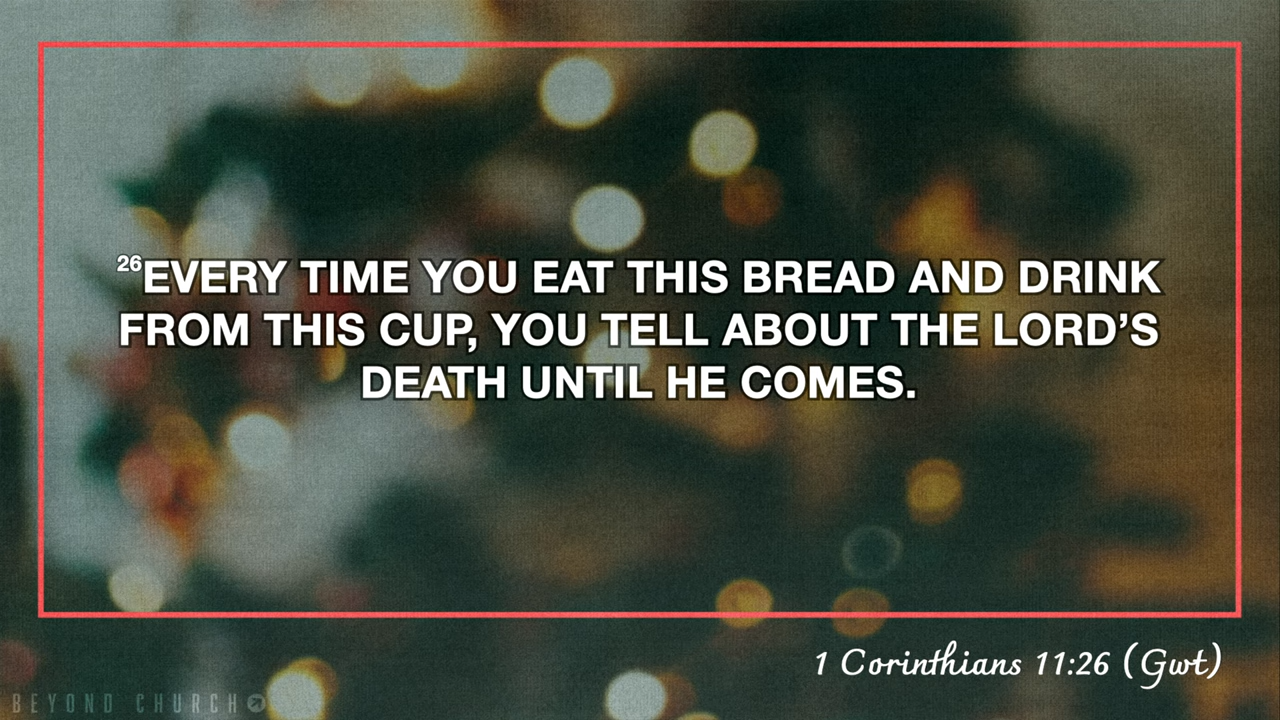 26EVERY TIME YOU EAT THIS BREAD AND DRINK
FROM THIS CUP, YOU TELL ABOUT THE LORD’S
DEATH UNTIL HE COMES.
1 Corinthians 11:26 (Gwt)
BEYOND CHURCH